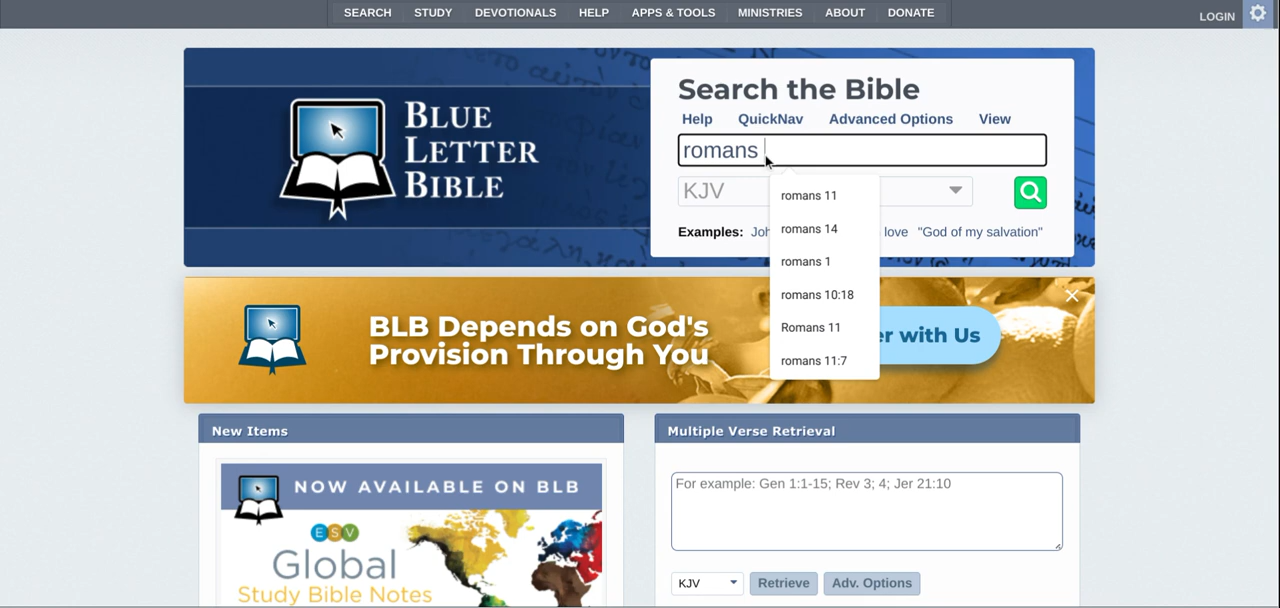 SEARCH STUDY DEVOTIONALS HELP APPS & TOOLS MINISTRIES ABOUT DONATE LOGIN
BLUE
LETTER
BIBLE
Search the Bible
Help QuickNav Advanced Options View
romans
KJV
romans 11
romans 14
romans 1
romans 10:18
Romans 11
romans 11:7
Examples: Joh love "God of my salvation"
BLB Depends on God's
Provision Through You
er with Us
New Items
NOW AVAILABLE ON BLB
ESV
Global
Study Bible Notes
Multiple Verse Retrieval
For example: Gen 1:1-15; Rev 3; 4; Jer 21:10
KJV Retrieve Adv. Options